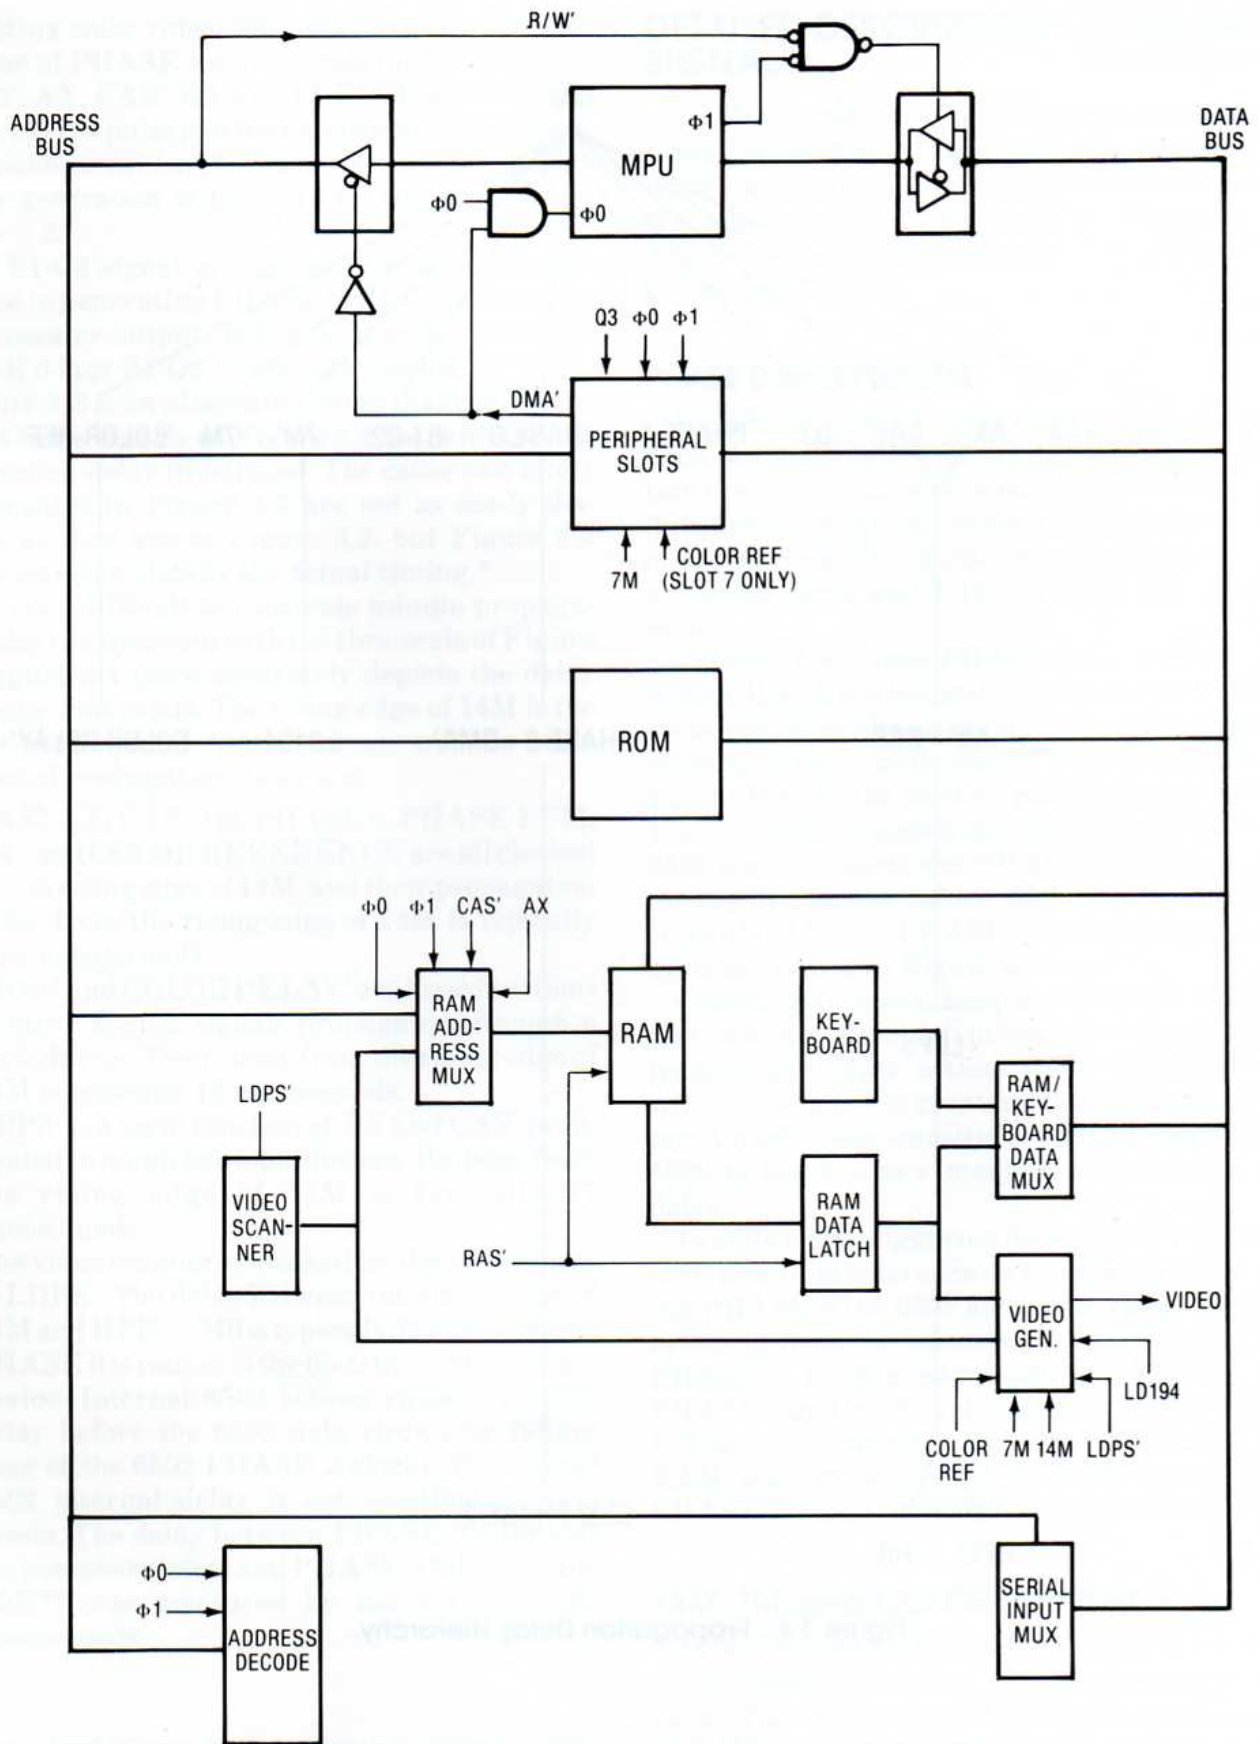 R/W'
ADDRESS
BUS
DATA
BUS
Φ1
MPU
Φ0
Φ0
Q3 Φ0 Φ1
DMA'
PERIPHERAL
SLOTS
7M
COLOR REF
(SLOT 7 ONLY)
ROM
Φ0 Φ1 CAS' AX
RAM
ADD-
RESS
MUX
RAM
KEY-
BOARD
LDPS'
RAM/
KEY-
BOARD
DATA
MUX
VIDEO
SCAN-
NER
RAM
DATA
LATCH
RAS'
VIDEO
GEN.
VIDEO
LD194
COLOR
REF
7M 14M LDPS'
Φ0
Φ1
ADDRESS
DECODE
SERIAL
INPUT
MUX